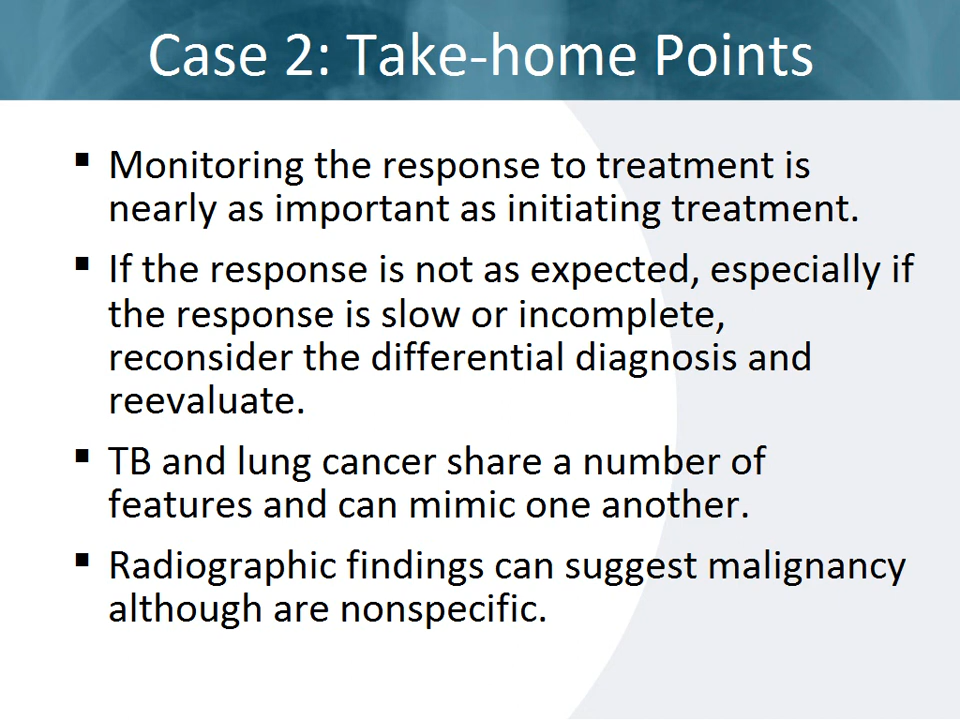 Case 2: Take-home Points
▪ Monitoring the response to treatment is
nearly as important as initiating treatment.
▪ If the response is not as expected, especially if
the response is slow or incomplete,
reconsider the differential diagnosis and
reevaluate.
▪ TB and lung cancer share a number of
features and can mimic one another.
▪ Radiographic findings can suggest malignancy
although are nonspecific.